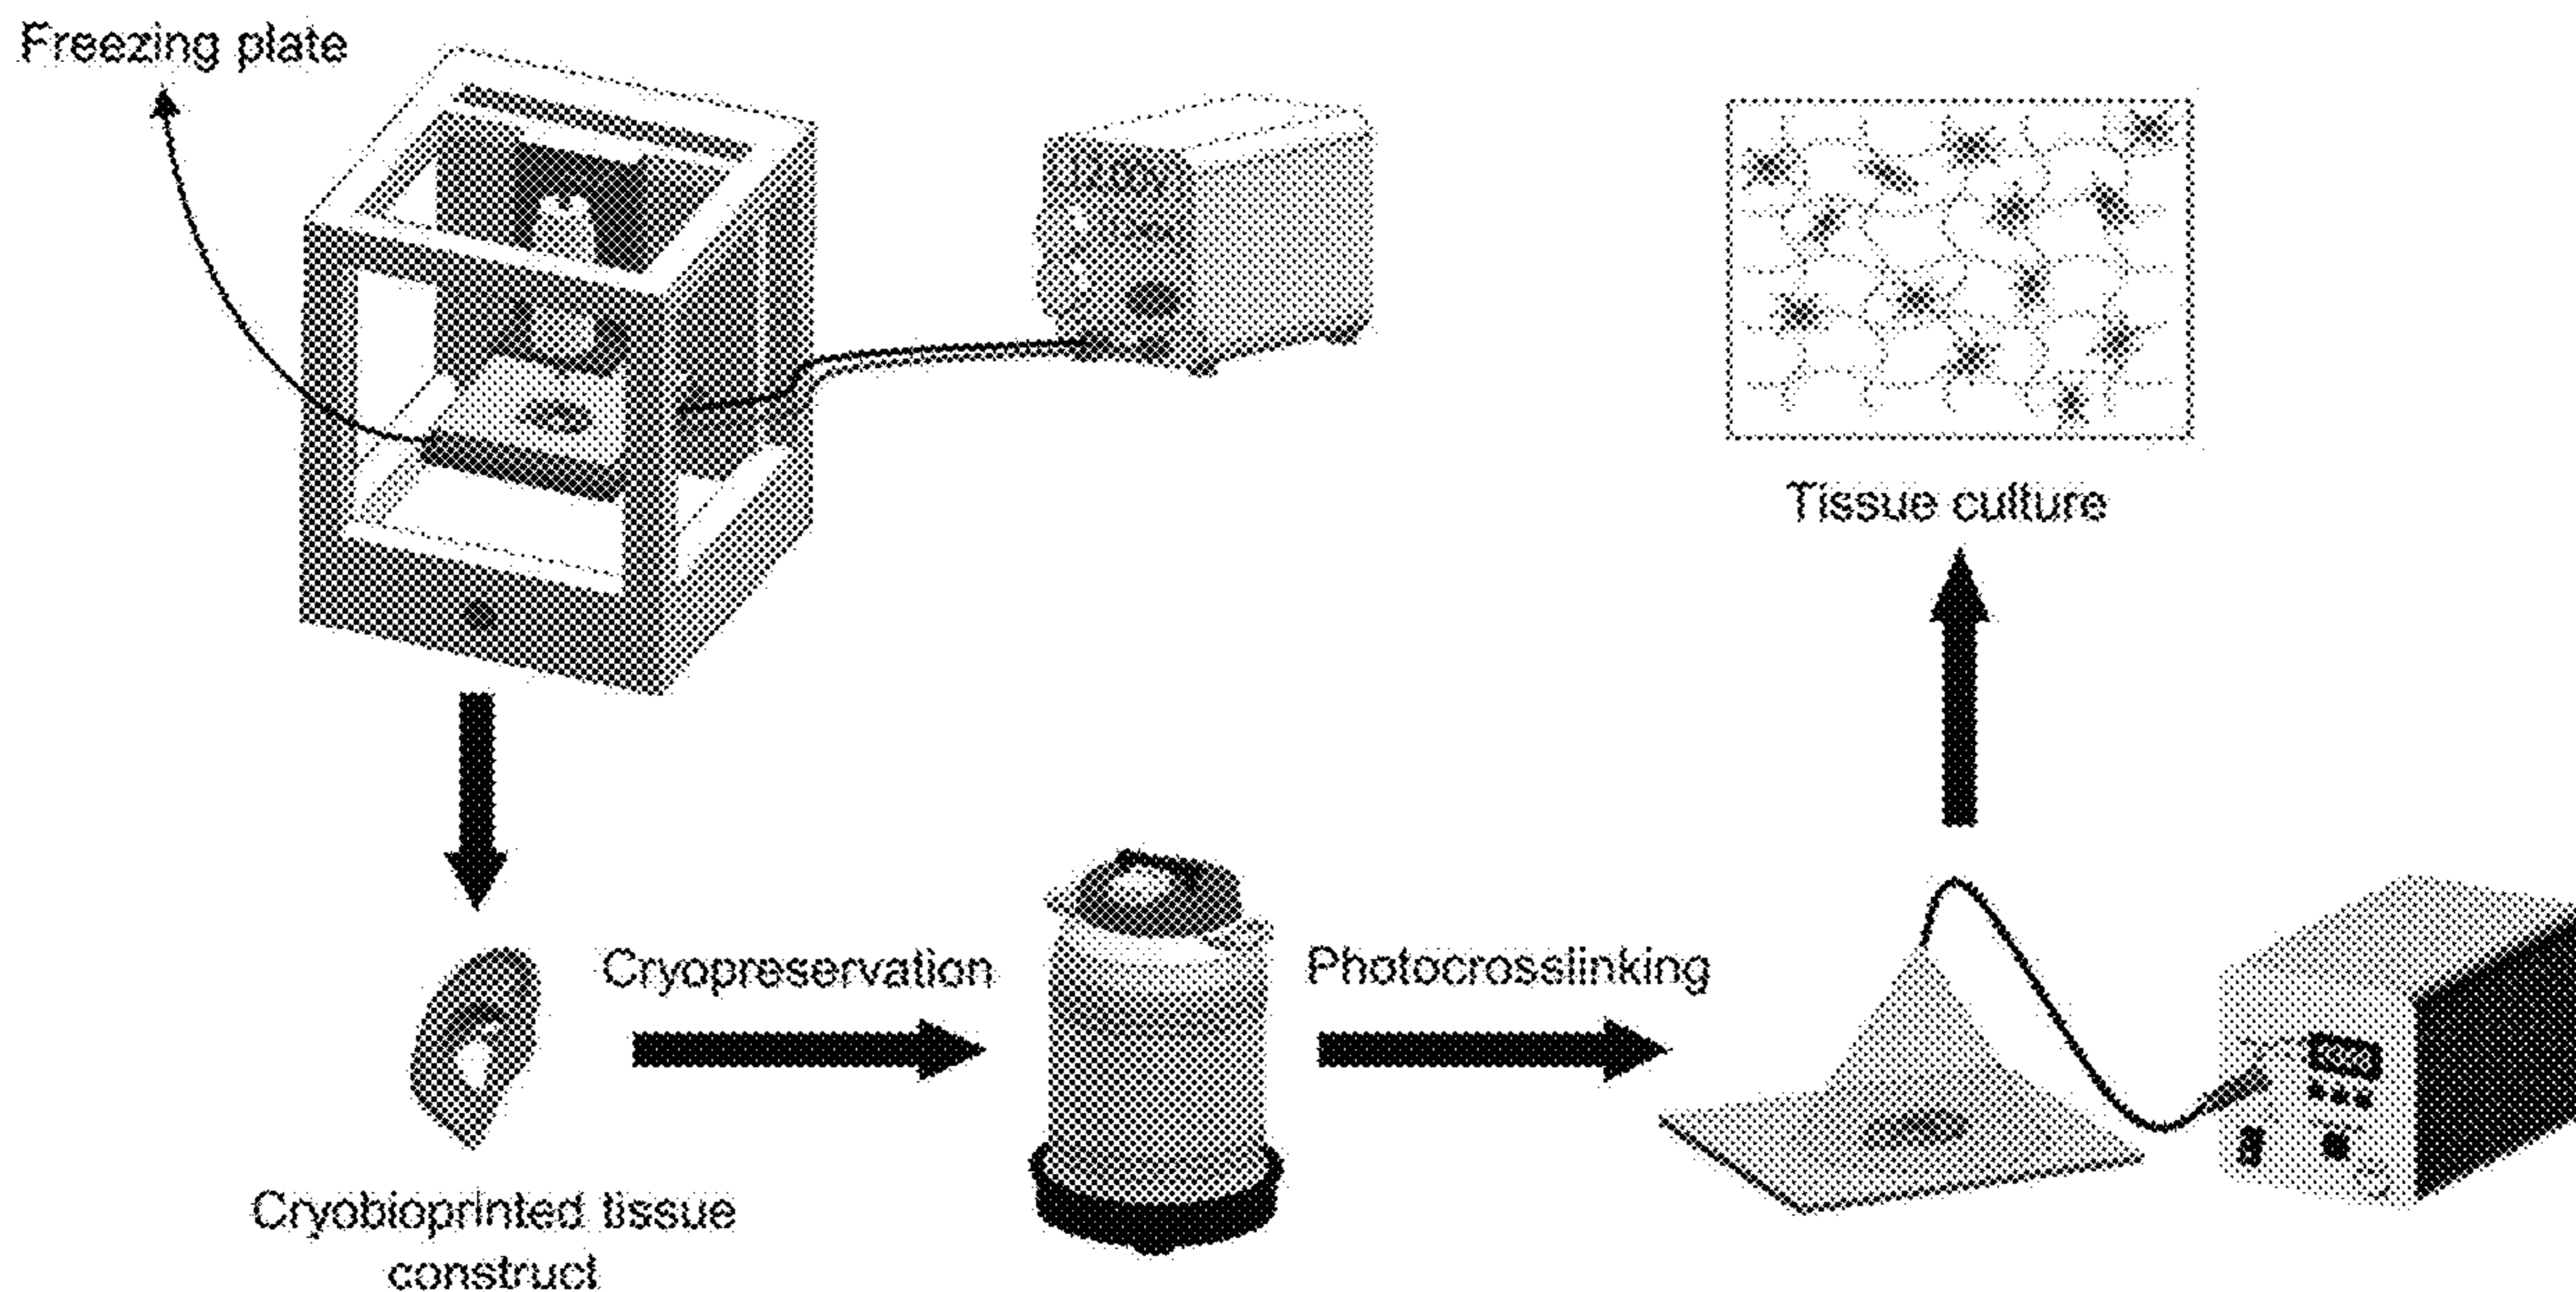 Freezing plate
Tissue culture
Cryopreservation
Photocrosslinking
Cryobioprinted tissue
construct